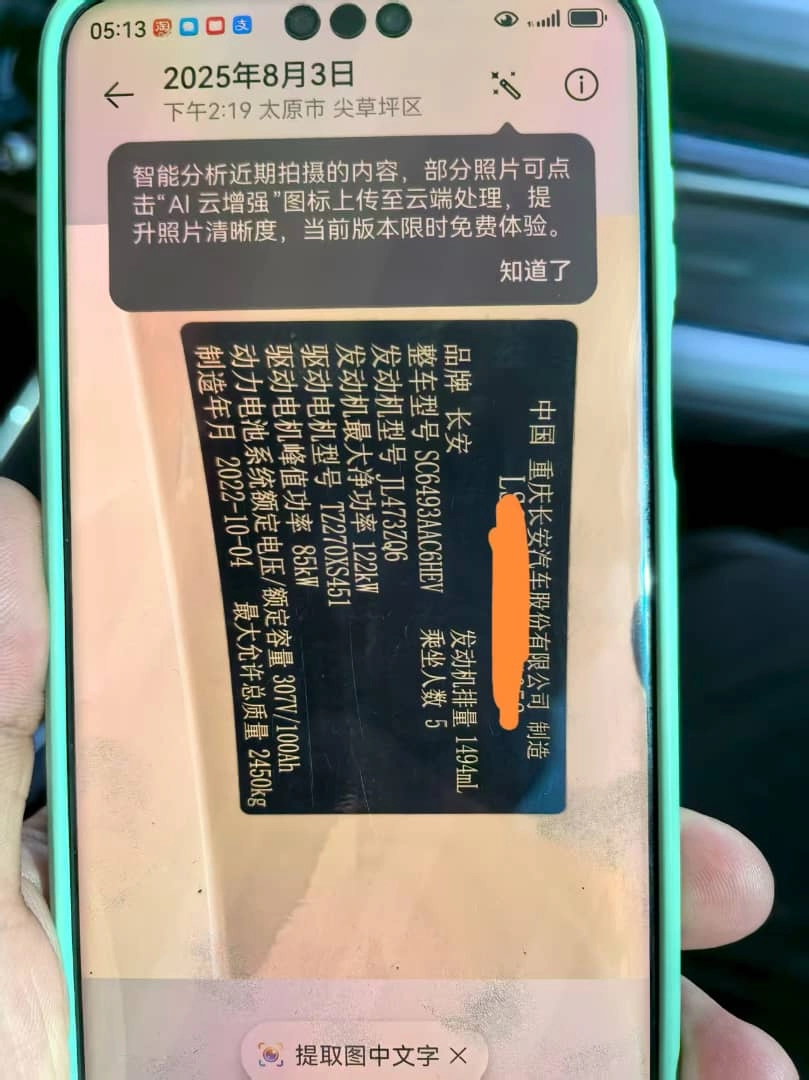 05:13
2025年8月3日
下午2:19 太原市 尖草坪区
智能分析近期拍摄的内容，部分照片可点
击“AI 云增强”图标上传至云端处理，提
升照片清晰度，当前版本限时免费体验。
知道了
中国 重庆长安汽车股份有限公司 制造
品牌 长安 发动机排量 1494mL
整车型号 SC6493AAC6HEV 乘坐人数 5
发动机型号 JL473ZQ6
发动机最大净功率 122kW
驱动电机型号 TZ270XS451
驱动电机峰值功率 85kW
动力电池系统额定电压/额定容量 307V/100Ah
制造年月 2022-10-04 最大允许总质量 2450kg
提取图中文字